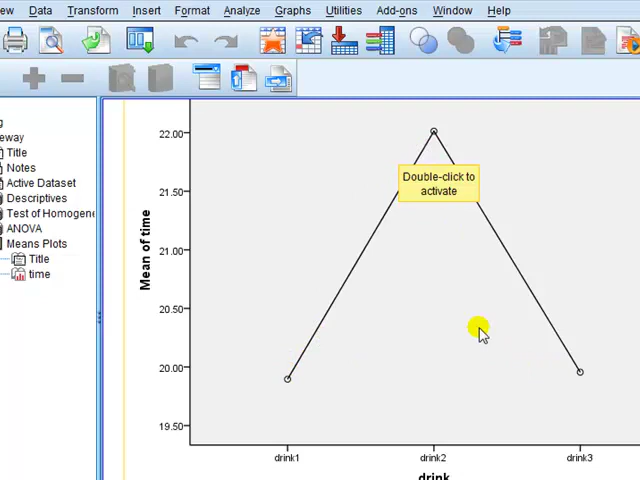 Data Transform Insert Format Analyze Graphs Utilities Add-ons Window Help
Title
Notes
Active Dataset
Descriptives
Test of Homogene
ANOVA
Means Plots
Title
time
22.00
21.50
21.00
20.50
20.00
19.50
Mean of time
Double-click to
activate
drink1 drink2 drink3
drink